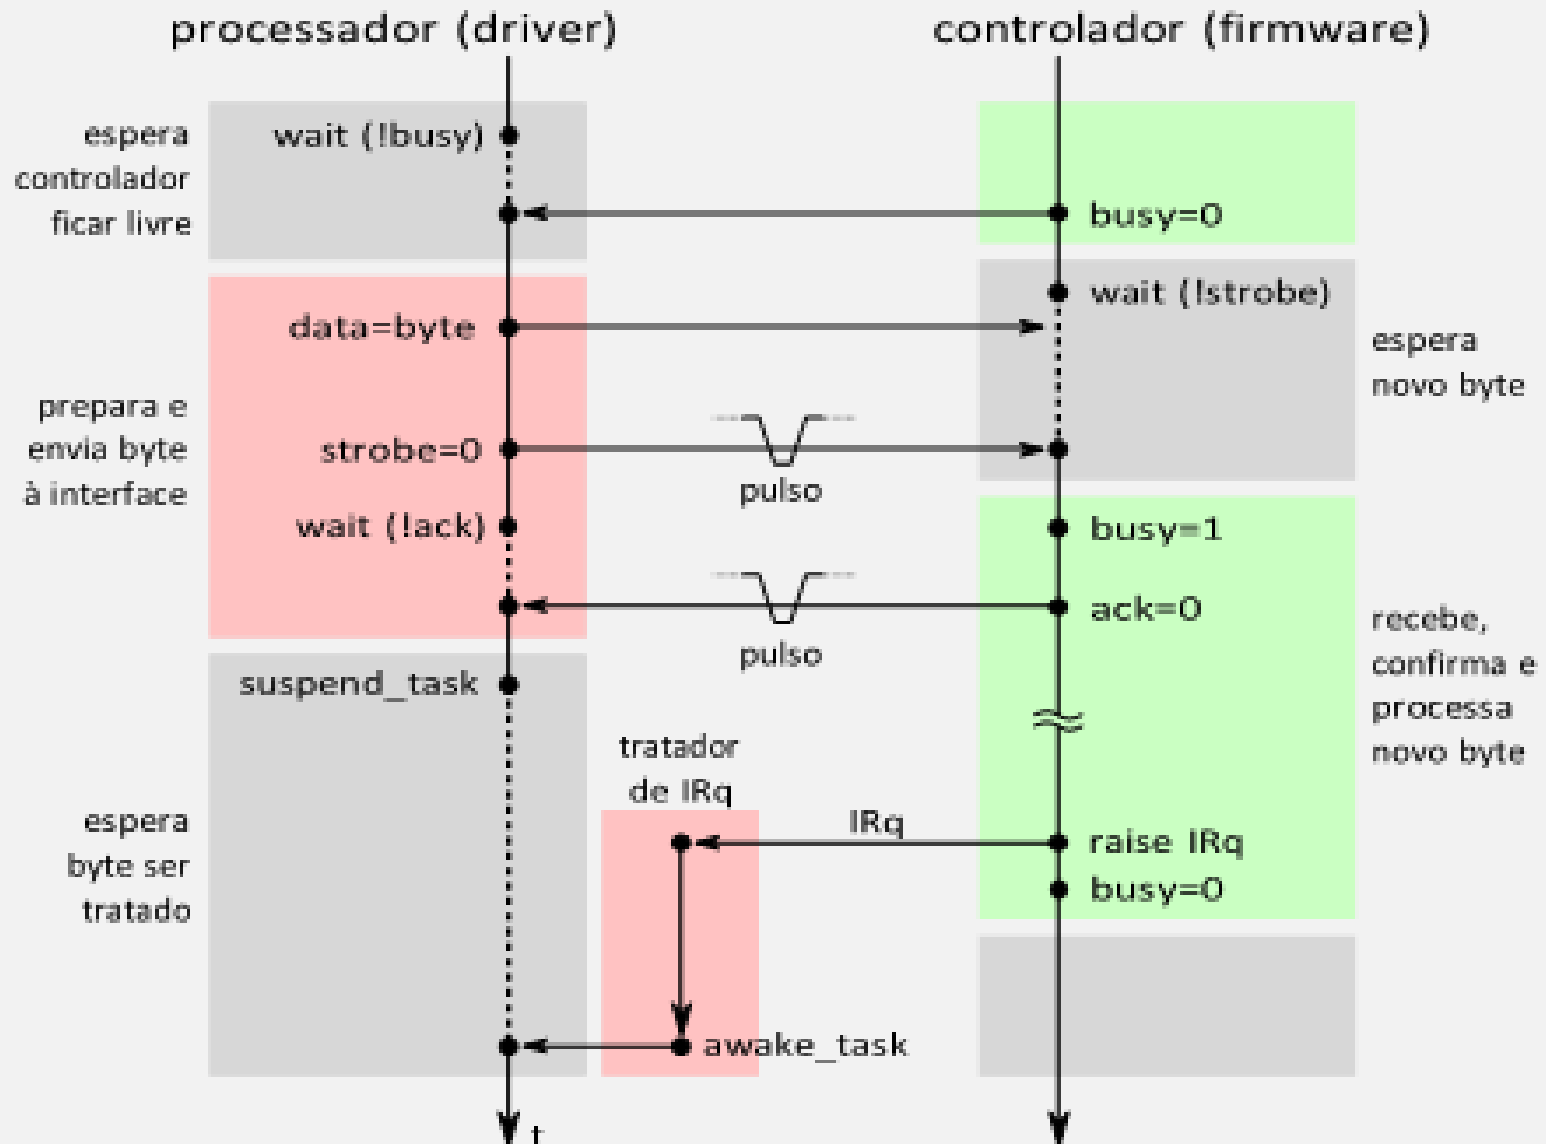 processador (driver)
controlador (firmware)
espera
controlador
ficar livre
wait (!busy)
busy=0
wait (!strobe)
data=byte
espera
novo byte
prepara e
envia byte
à interface
strobe=0
pulso
wait (!ack)
busy=1
ack=0
pulso
recebe,
confirma e
processa
novo byte
suspend_task
tratador
de IRq
espera
byte ser
tratado
IRq
raise IRq
busy=0
awake_task
t